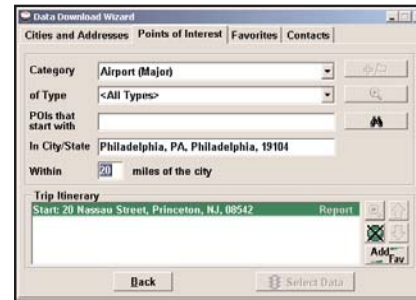 Data Download Wizard
Cities and Addresses Points of Interest Favorites Contacts
Category Airport (Major)
of Type <All Types>
POIs that
start with
In City/State Philadelphia, PA, Philadelphia, 19104
Within 20 miles of the city
Trip Itinerary
Start: 20 Nassau Street, Princeton, NJ, 08542 Report
Add Fav
Back Select Data